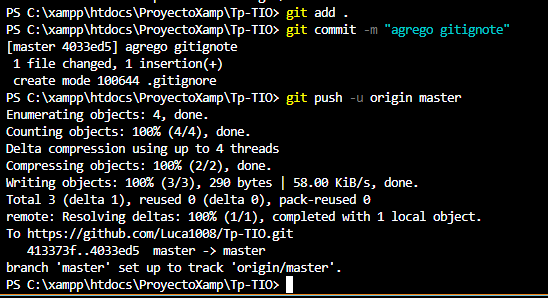 PS C:\xampp\htdocs\ProyectoXamp\Tp-TIO> git add .
PS C:\xampp\htdocs\ProyectoXamp\Tp-TIO> git commit -m "agrego gitignote"
[master 4033ed5] agrego gitignote
 1 file changed, 1 insertion(+)
 create mode 100644 .gitignore
PS C:\xampp\htdocs\ProyectoXamp\Tp-TIO> git push -u origin master
Enumerating objects: 4, done.
Counting objects: 100% (4/4), done.
Delta compression using up to 4 threads
Compressing objects: 100% (2/2), done.
Writing objects: 100% (3/3), 290 bytes | 58.00 KiB/s, done.
Total 3 (delta 1), reused 0 (delta 0), pack-reused 0
remote: Resolving deltas: 100% (1/1), completed with 1 local object.
To https://github.com/Luca1008/Tp-TIO.git
   413373f..4033ed5  master -> master
branch 'master' set up to track 'origin/master'.
PS C:\xampp\htdocs\ProyectoXamp\Tp-TIO>